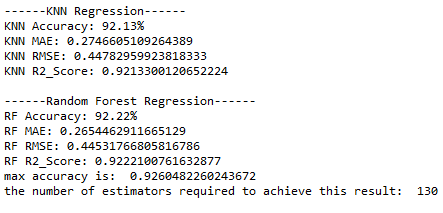 ------KNN Regression------
KNN Accuracy: 92.13%
KNN MAE: 0.2746605109264389
KNN RMSE: 0.44782959923818333
KNN R2_Score: 0.9213300120652224
------Random Forest Regression------
RF Accuracy: 92.22%
RF MAE: 0.2654462911665129
RF RMSE: 0.44531766805816786
RF R2_Score: 0.9222100761632877
max accuracy is:  0.9260482260243672
the number of estimators required to achieve this result:  130